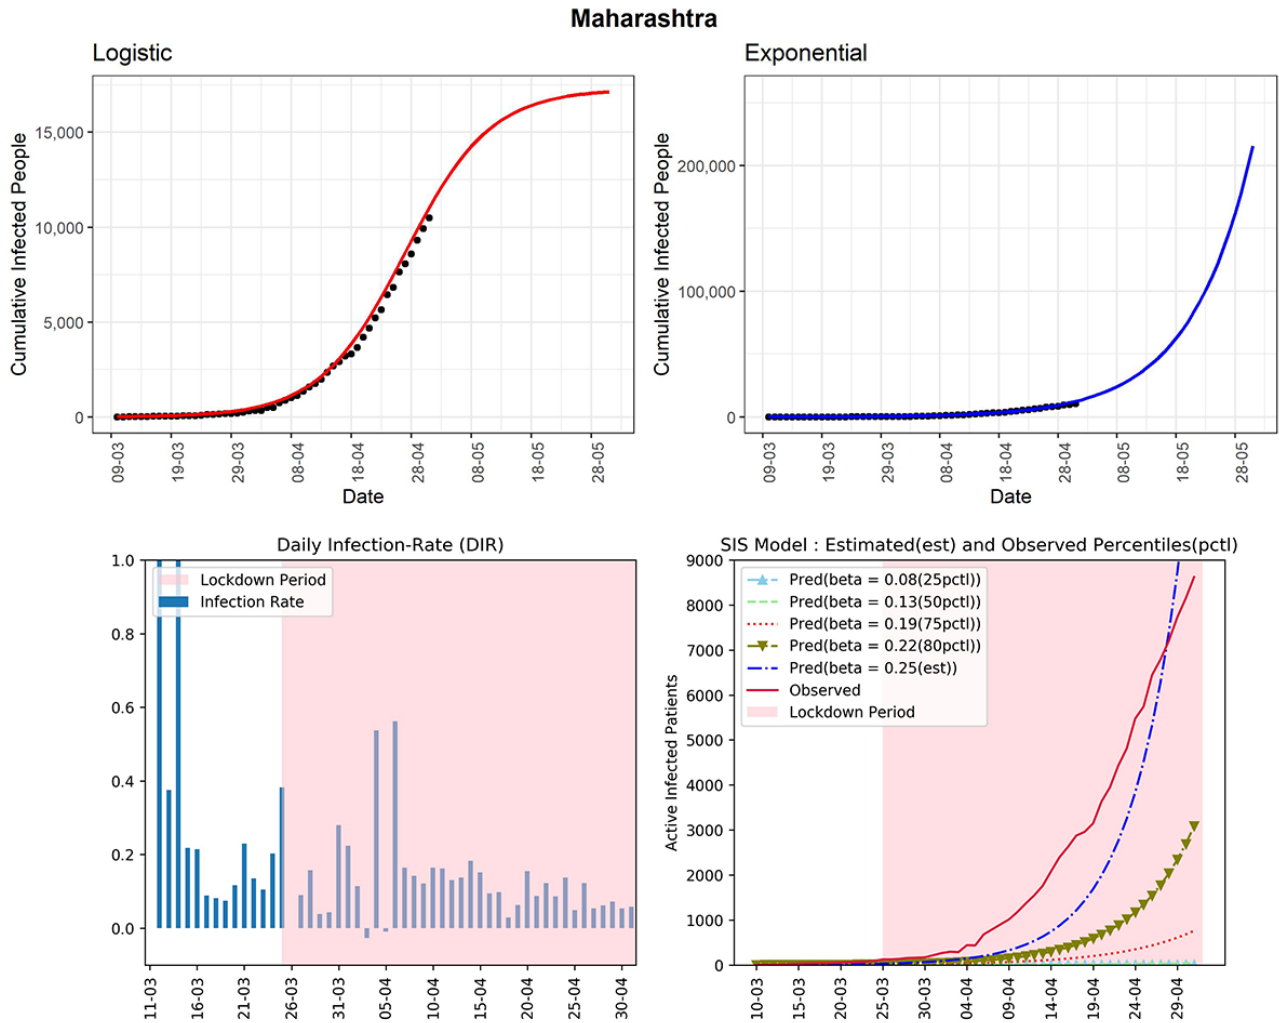 Maharashtra
Logistic
Cumulative Infected People
15,000
10,000
5,000
0
09-03 19-03 29-03 08-04 18-04 28-04 08-05 18-05 28-05
Date
Exponential
Cumulative Infected People
200,000
100,000
0
09-03 19-03 29-03 08-04 18-04 28-04 08-05 18-05 28-05
Date
Daily Infection-Rate (DIR)
Lockdown Period
Infection Rate
1.0
0.8
0.6
0.4
0.2
0.0
11-03 16-03 21-03 26-03 31-03 05-04 10-04 15-04 20-04 25-04 30-04
SIS Model : Estimated(est) and Observed Percentiles(pctl)
Pred(beta = 0.08(25pctl))
Pred(beta = 0.13(50pctl))
Pred(beta = 0.19(75pctl))
Pred(beta = 0.22(80pctl))
Pred(beta = 0.25(est))
Observed
Lockdown Period
Active Infected Patients
9000
8000
7000
6000
5000
4000
3000
2000
1000
0
10-03 15-03 20-03 25-03 30-03 04-04 09-04 14-04 19-04 24-04 29-04